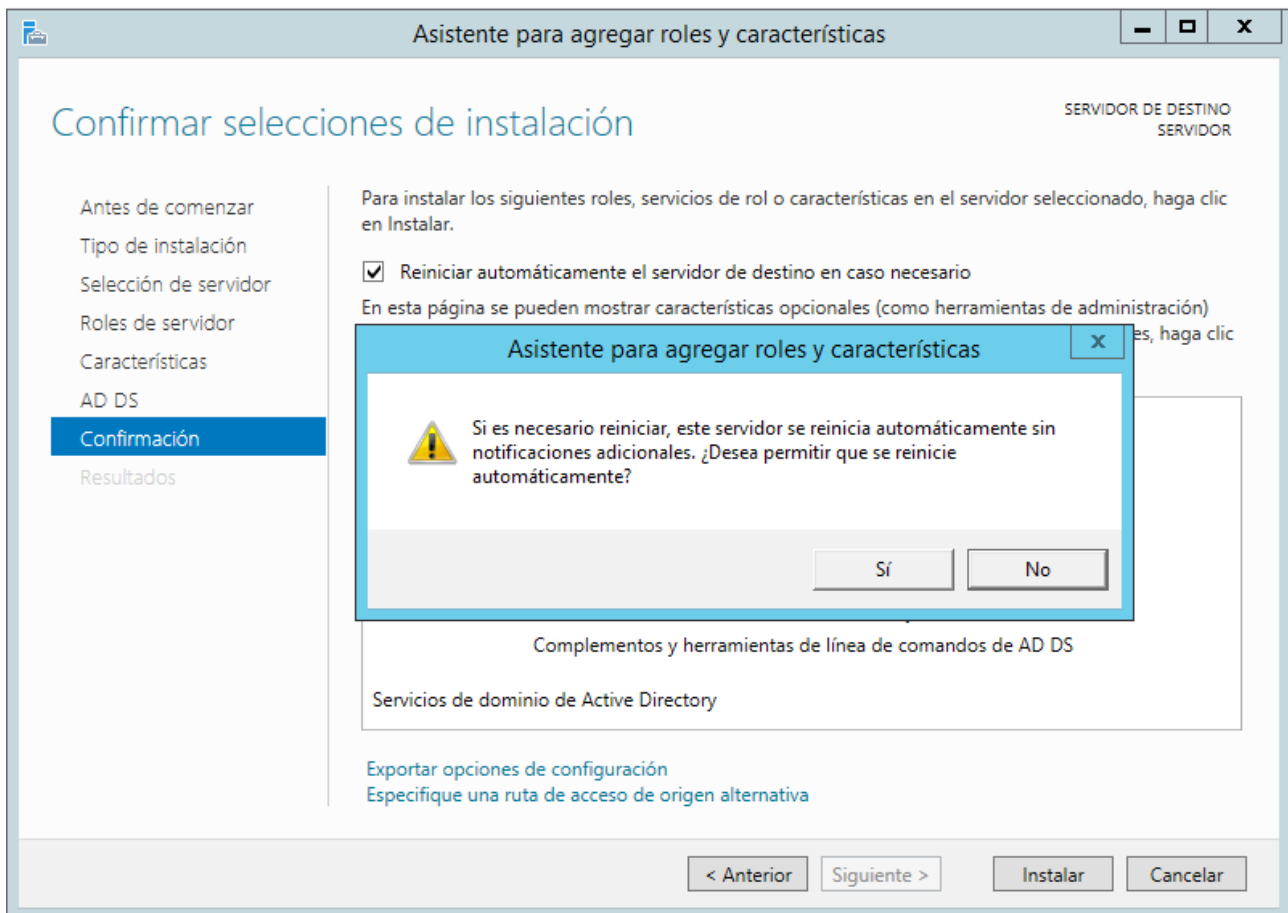 Asistente para agregar roles y características
Confirmar selecciones de instalación
SERVIDOR DE DESTINO
SERVIDOR
Antes de comenzar
Tipo de instalación
Selección de servidor
Roles de servidor
Características
AD DS
Confirmación
Resultados
Para instalar los siguientes roles, servicios de rol o características en el servidor seleccionado, haga clic
en Instalar.
Reiniciar automáticamente el servidor de destino en caso necesario
En esta página se pueden mostrar características opcionales (como herramientas de administración)
es, haga clic
Asistente para agregar roles y características
x
Si es necesario reiniciar, este servidor se reinicia automáticamente sin
notificaciones adicionales. ¿Desea permitir que se reinicie
automáticamente?
Sí
No
Complementos y herramientas de línea de comandos de AD DS
Servicios de dominio de Active Directory
Exportar opciones de configuración
Especifique una ruta de acceso de origen alternativa
< Anterior
Siguiente >
Instalar
Cancelar